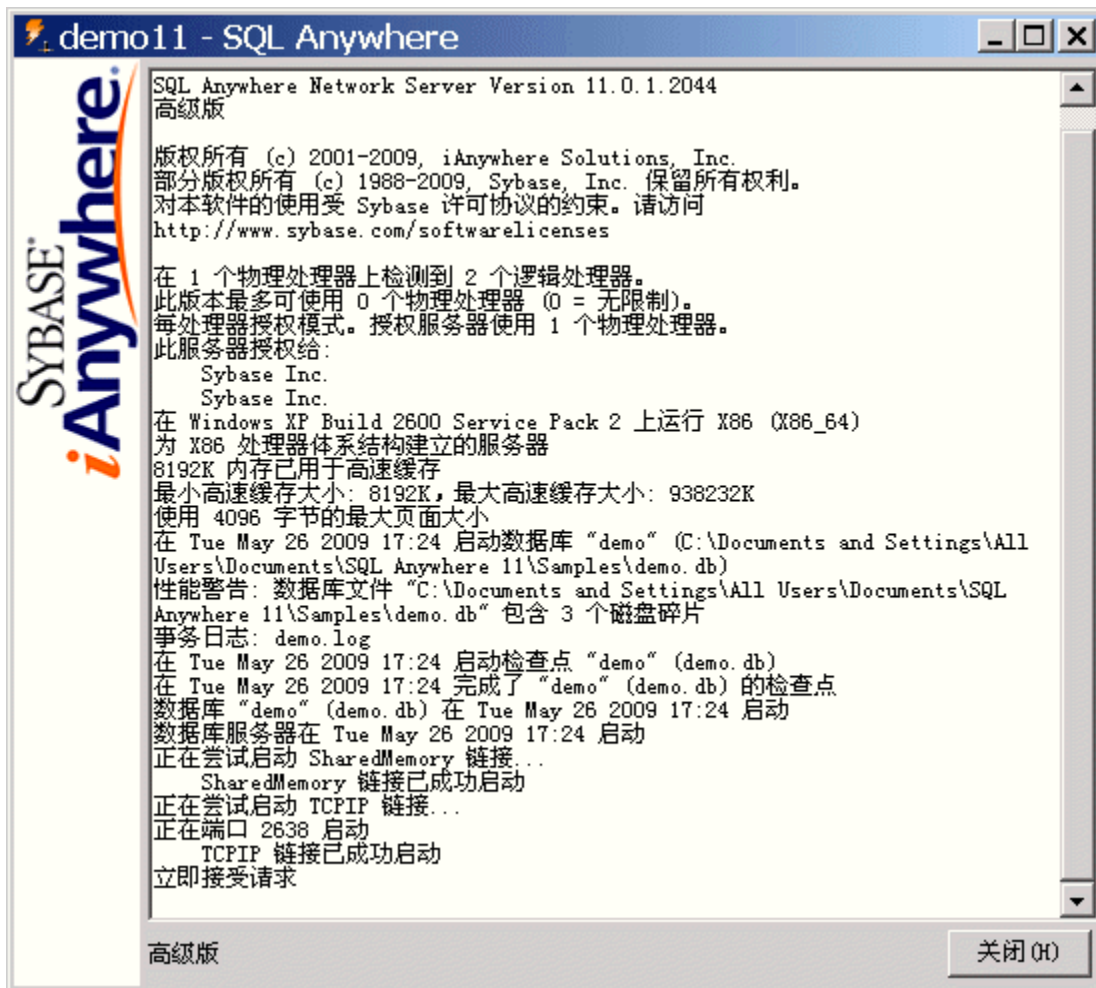 demo11 - SQL Anywhere
SYBASE
iAnywhere.
SQL Anywhere Network Server Version 11.0.1.2044
高级版
版权所有 (c) 2001-2009, iAnywhere Solutions, Inc.
部分版权所有 (c) 1988-2009, Sybase, Inc. 保留所有权利。
对本软件的使用受 Sybase 许可协议的约束。请访问
http://www.sybase.com/softwarelicenses
在 1 个物理处理器上检测到 2 个逻辑处理器。
此版本最多可使用 0 个物理处理器 (0 = 无限制)。
每处理器授权模式。授权服务器使用 1 个物理处理器。
此服务器授权给:
Sybase Inc.
Sybase Inc.
在 Windows XP Build 2600 Service Pack 2 上运行 X86 (X86_64)
为 X86 处理器体系结构建立的服务器
8192K 内存已用于高速缓存
最小高速缓存大小: 8192K，最大高速缓存大小: 938232K
使用 4096 字节的最大页面大小
在 Tue May 26 2009 17:24 启动数据库 "demo" (C:\Documents and Settings\All
Users\Documents\SQL Anywhere 11\Samples\demo.db)
性能警告: 数据库文件 "C:\Documents and Settings\All Users\Documents\SQL
Anywhere 11\Samples\demo.db" 包含 3 个磁盘碎片
事务日志: demo.log
在 Tue May 26 2009 17:24 启动检查点 "demo" (demo.db)
在 Tue May 26 2009 17:24 完成了 "demo" (demo.db) 的检查点
数据库 "demo" (demo.db) 在 Tue May 26 2009 17:24 启动
数据库服务器在 Tue May 26 2009 17:24 启动
正在尝试启动 SharedMemory 链接...
SharedMemory 链接已成功启动
正在尝试启动 TCPIP 链接...
正在端口 2638 启动
TCPIP 链接已成功启动
立即接受请求
高级版
关闭(H)